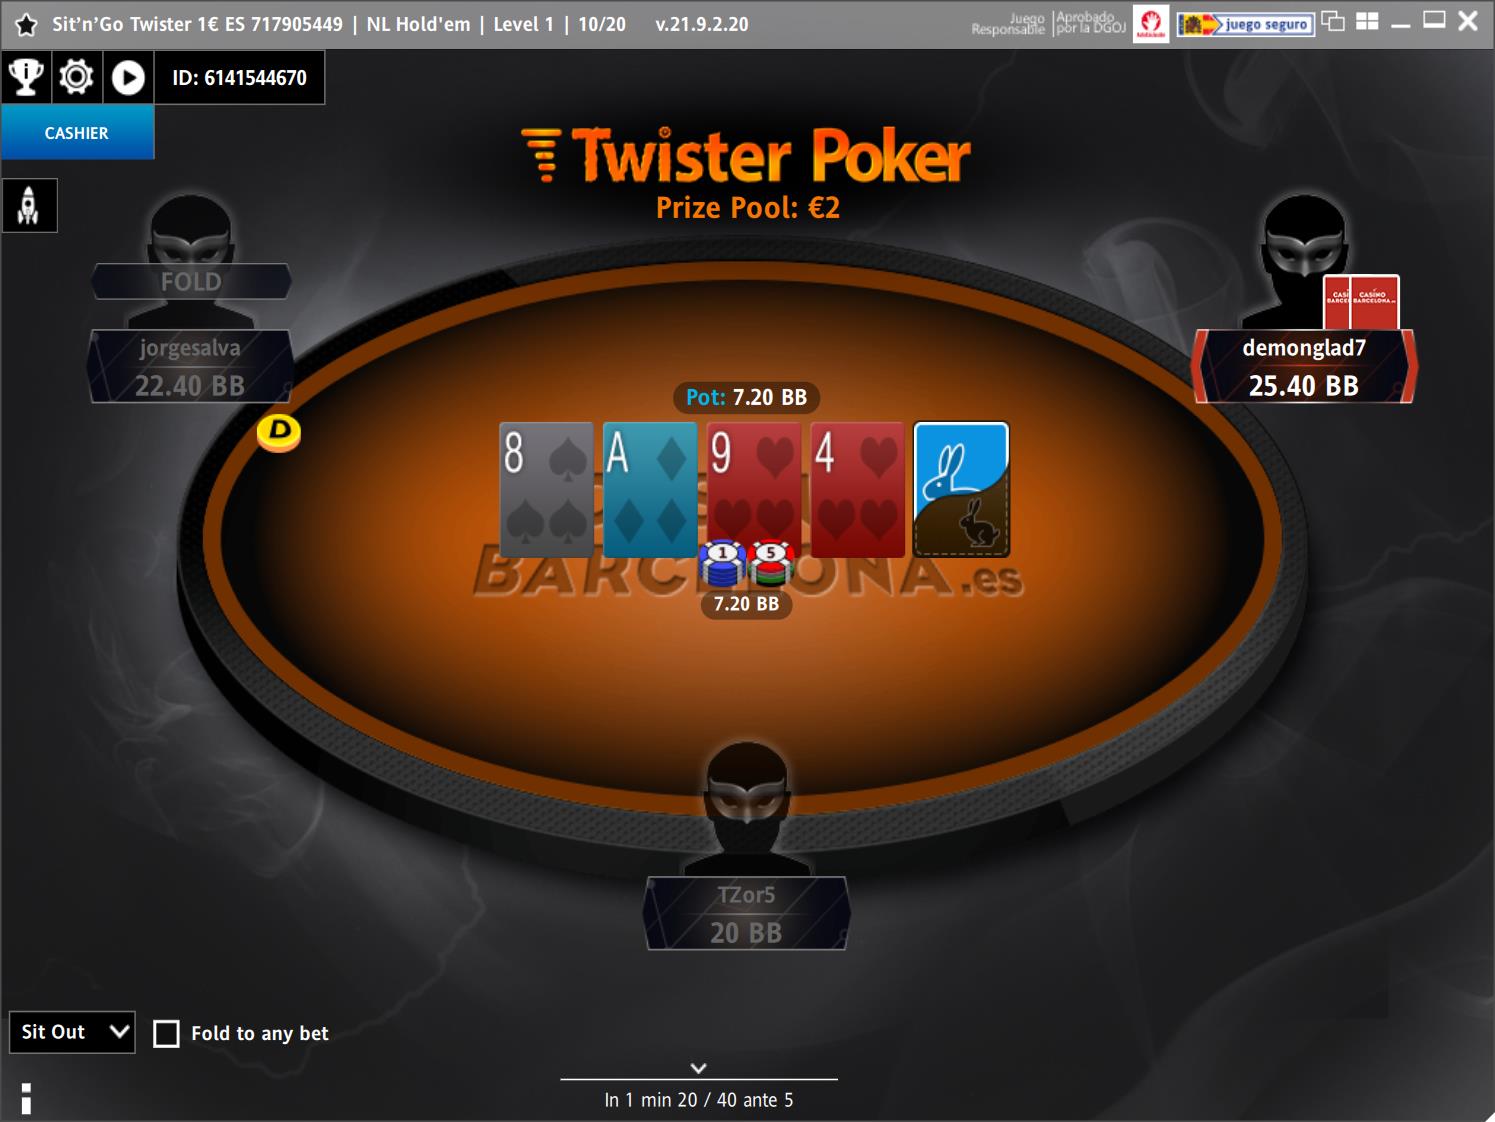 Sit'n'Go Twister 1€ ES 717905449 | NL Hold'em | Level 1 | 10/20 v.21.9.2.20
Juego Responsable
Aprobado por la DGOJ
juego seguro
ID: 6141544670
CASHIER
Twister Poker
Prize Pool: €2
FOLD
jorgesalva
22.40 BB
CASINO
BARCELONA.es
demonglad7
25.40 BB
Pot: 7.20 BB
D
8 A 9 4
1 5
BARCELONA.es
7.20 BB
TZor5
20 BB
Sit Out
Fold to any bet
In 1 min 20 / 40 ante 5